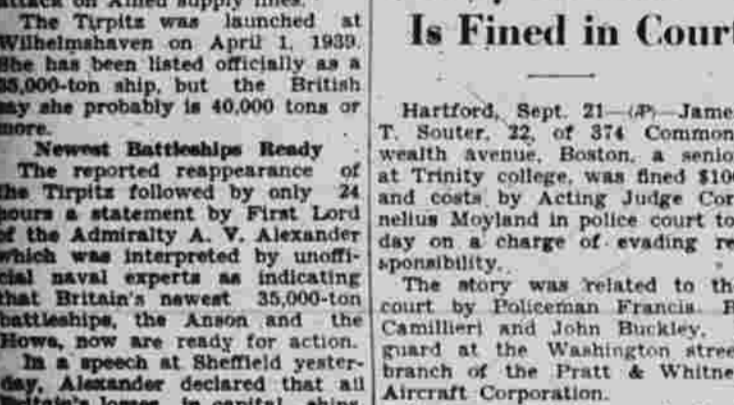 attack on Allied supply lines.
The Tirpitz was launched at
Wilhelmshaven on April 1, 1939.
She has been listed officially as a
35,000-ton ship, but the British
say she probably is 40,000 tons or
more.
Newest Battleships Ready
The reported reappearance of
the Tirpitz followed by only 24
hours a statement by First Lord
of the Admiralty A. V. Alexander
which was interpreted by unoffi-
cial naval experts as indicating
that Britain's newest 35,000-ton
battleships, the Anson and the
Howe, now are ready for action.
In a speech at Sheffield yester-
day, Alexander declared that all
Britain's losses in capital ships
Is Fined in Court
Hartford, Sept. 21—(AP)—Jame
T. Souter, 22, of 374 Common
wealth avenue, Boston, a senio
at Trinity college, was fined $100
and costs by Acting Judge Cor
nelius Moyland in police court to
day on a charge of evading re
sponsibility.
The story was related to th
court by Policeman Francis
Camillieri and John Buckley,
guard at the Washington stree
branch of the Pratt & Whitne
Aircraft Corporation.